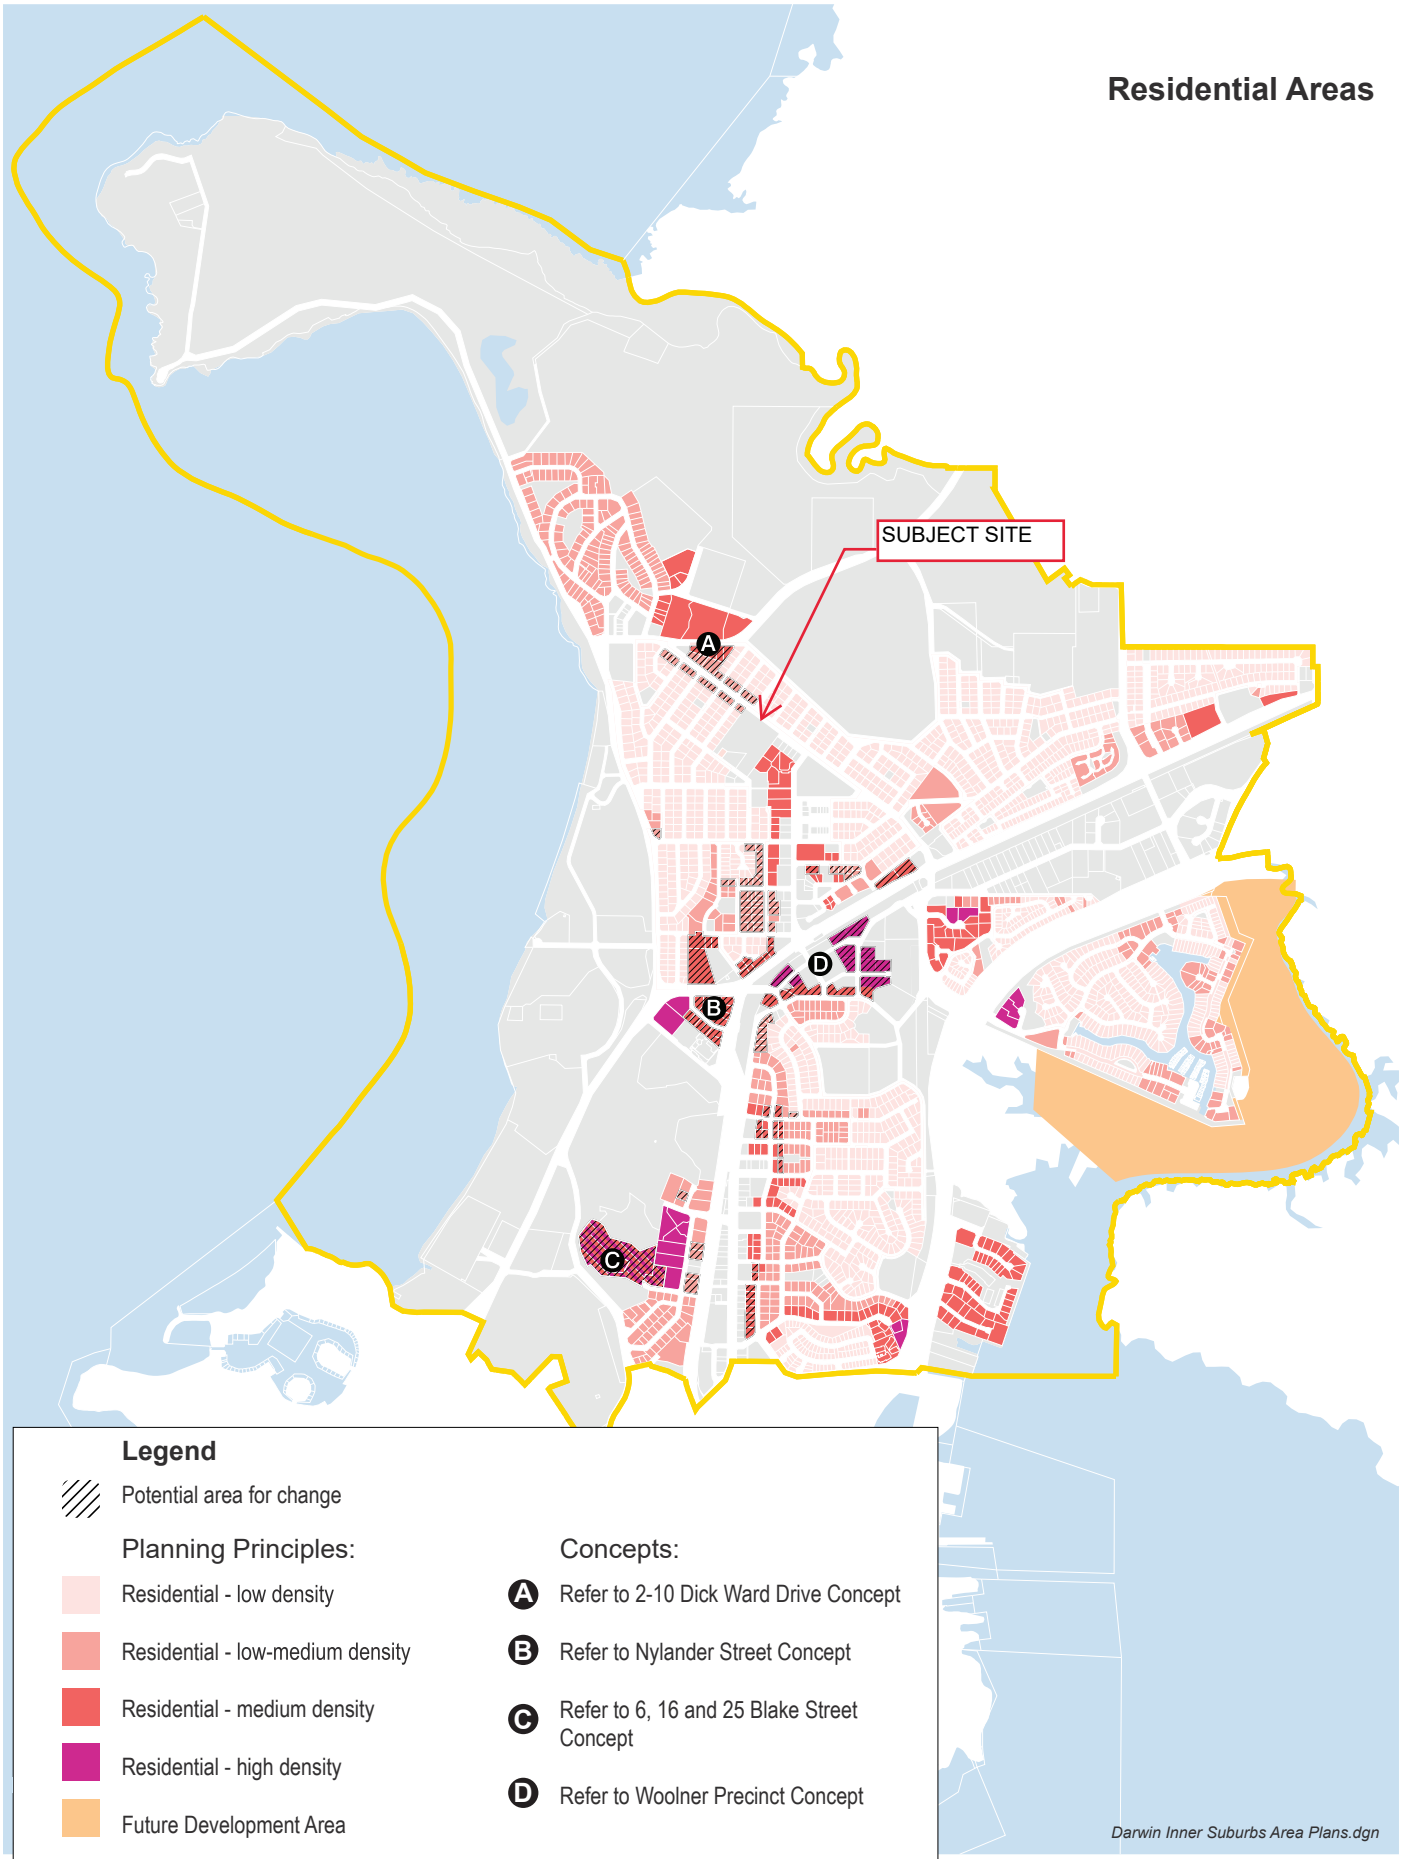 Residential Areas
SUBJECT SITE
A
D
B
C
Legend
Potential area for change
Planning Principles:
Residential - low density
Residential - low-medium density
Residential - medium density
Residential - high density
Future Development Area
Concepts:
A Refer to 2-10 Dick Ward Drive Concept
B Refer to Nylander Street Concept
C Refer to 6, 16 and 25 Blake Street
Concept
D Refer to Woolner Precinct Concept
Darwin Inner Suburbs Area Plans.dgn